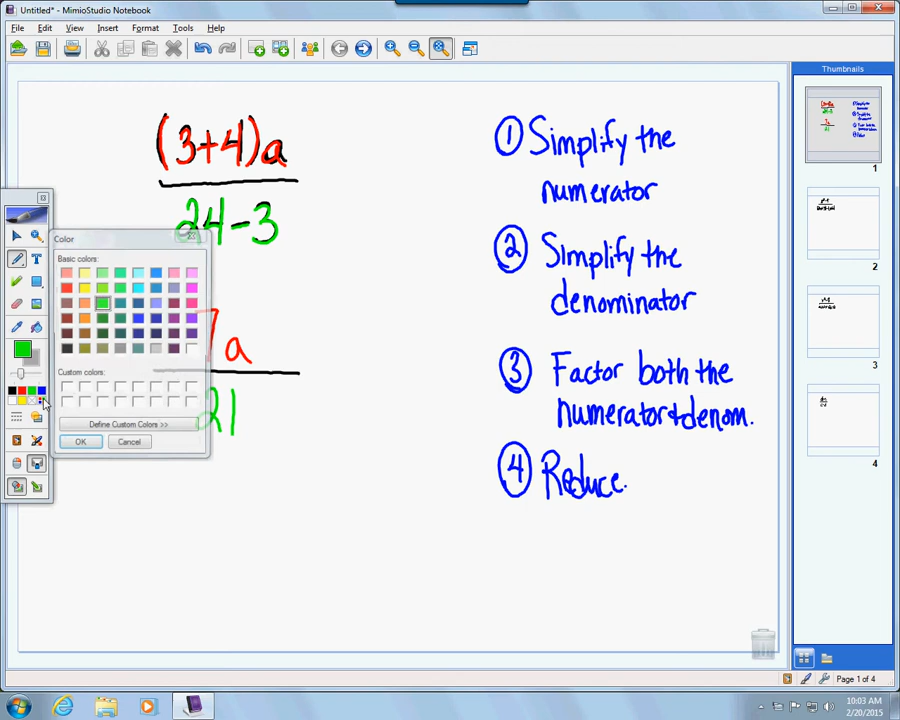 Untitled* - MimioStudio Notebook
File Edit View Insert Format Tools Help
(3+4)a
24-3
7a
21
① Simplify the
numerator
② Simplify the
denominator
③ Factor both the
numerator+denom.
④ Reduce.
Color
Basic colors:
Custom colors:
Define Custom Colors >>
OK Cancel
T
Thumbnails
1
2
3
4
Page 1 of 4
10:03 AM
2/20/2015